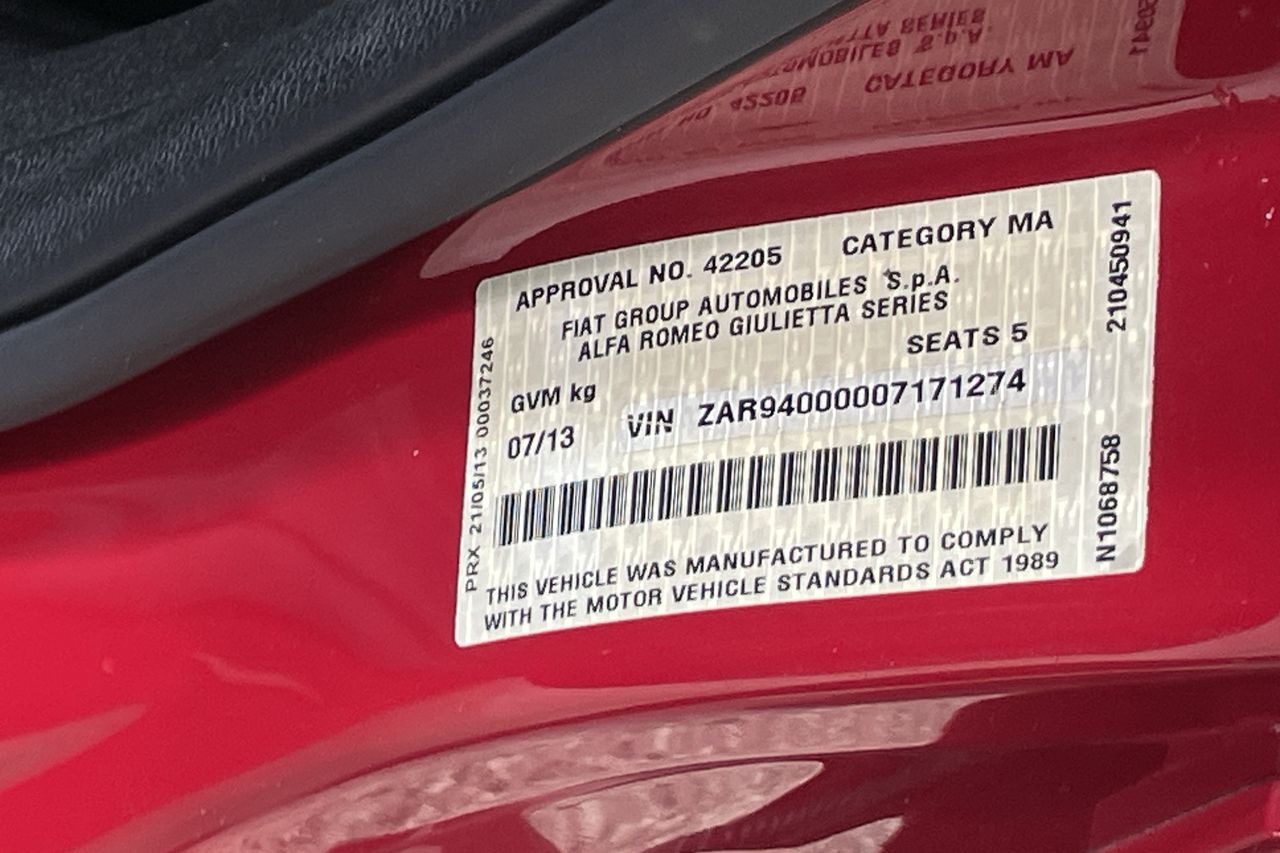 APPROVAL NO. 42205 CATEGORY MA
FIAT GROUP AUTOMOBILES S.p.A.
ALFA ROMEO GIULIETTA SERIES
SEATS 5
GVM kg
07/13 VIN ZAR94000007171274
THIS VEHICLE WAS MANUFACTURED TO COMPLY
WITH THE MOTOR VEHICLE STANDARDS ACT 1989
PRX 21/05/13 00037246
210450941
N1068758